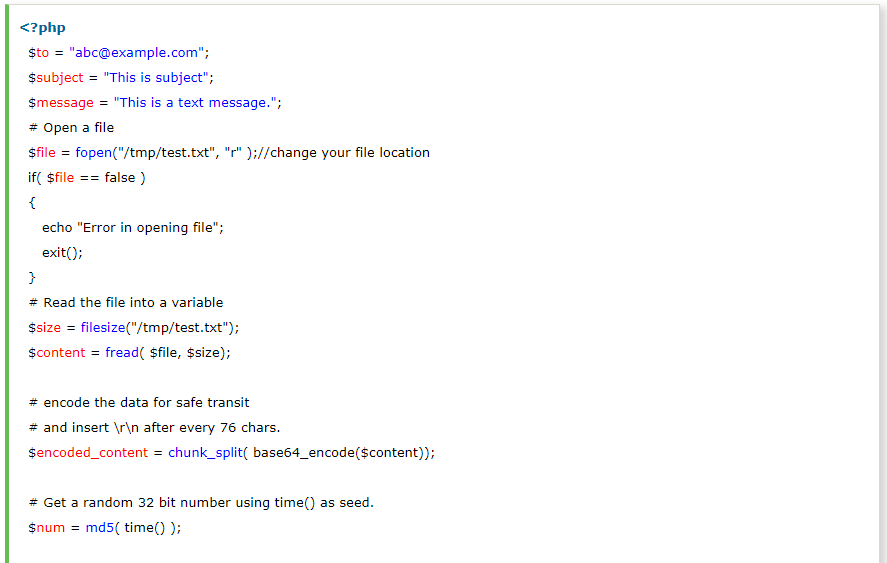 <?php
$to = "abc@example.com";
$subject = "This is subject";
$message = "This is a text message.";
# Open a file
$file = fopen("/tmp/test.txt", "r" );//change your file location
if( $file == false )
{
echo "Error in opening file";
exit();
}
# Read the file into a variable
$size = filesize("/tmp/test.txt");
$content = fread( $file, $size);
# encode the data for safe transit
# and insert \r\n after every 76 chars.
$encoded_content = chunk_split( base64_encode($content));
# Get a random 32 bit number using time() as seed.
$num = md5( time() );